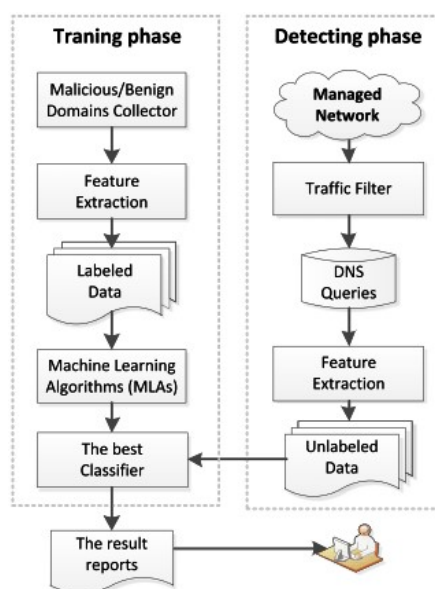 Traning phase
Malicious/Benign
Domains Collector
Feature
Extraction
Labeled
Data
Machine Learning
Algorithms (MLAs)
The best
Classifier
The result
reports
Detecting phase
Managed
Network
Traffic Filter
DNS
Queries
Feature
Extraction
Unlabeled
Data